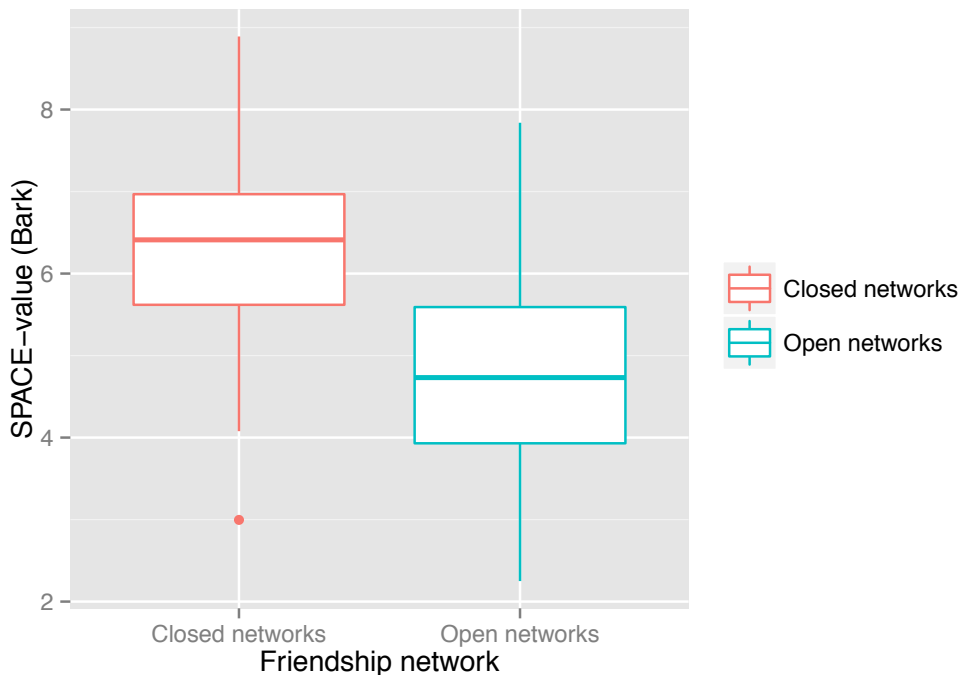 SPACE−value (Bark)
8
6
4
2
Closed networks
Open networks
Friendship network
Closed networks
Open networks